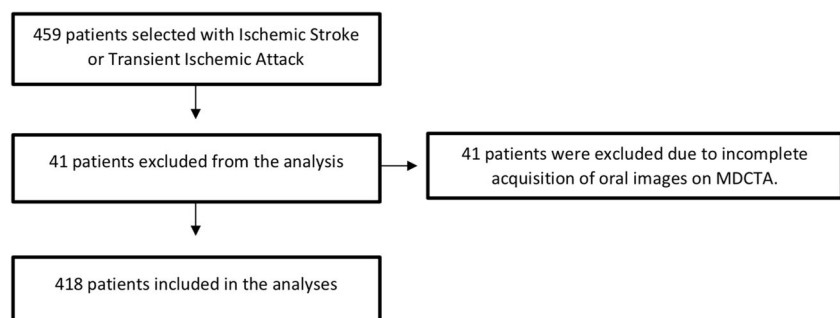 459 patients selected with Ischemic Stroke
or Transient Ischemic Attack
41 patients excluded from the analysis
41 patients were excluded due to incomplete
acquisition of oral images on MDCTA.
418 patients included in the analyses